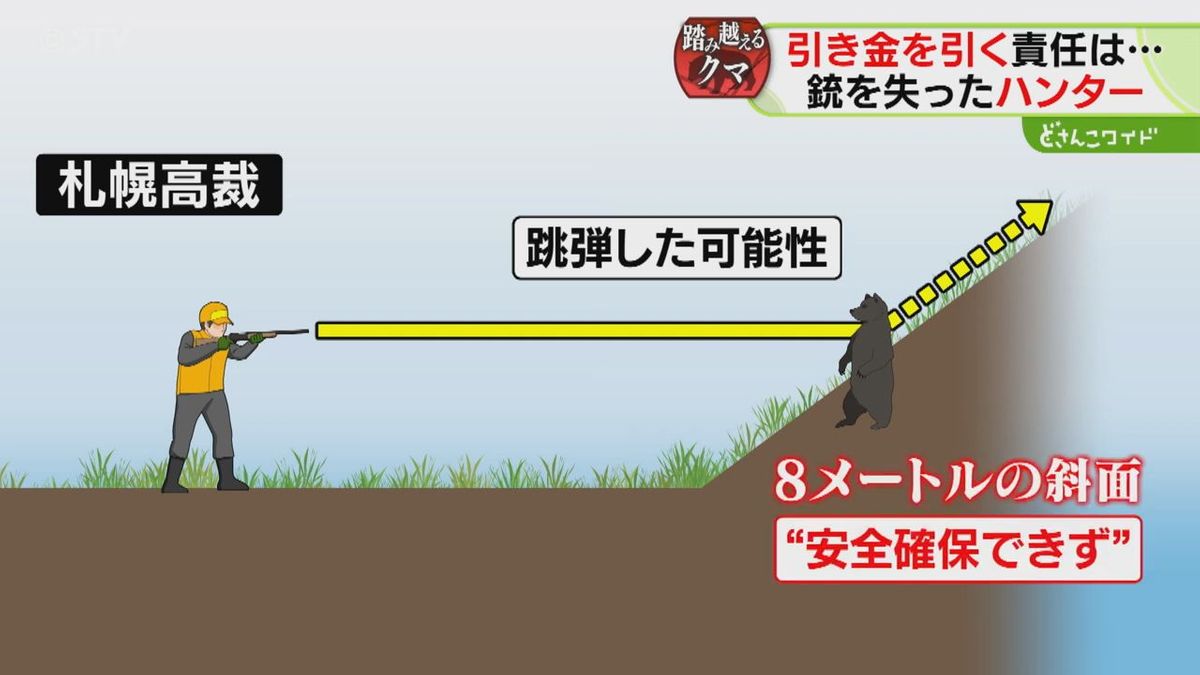 ©STV
踏み越える
クマ
引き金を引く責任は…
銃を失ったハンター
どさんこワイド
札幌高裁
跳弾した可能性
8メートルの斜面
“安全確保できず”